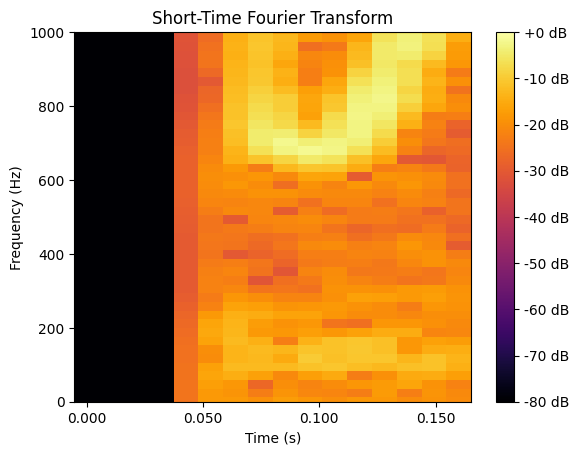 Short-Time Fourier Transform
1000
800
600
400
200
0
Frequency (Hz)
0.000
0.050
0.100
0.150
Time (s)
+0 dB
-10 dB
-20 dB
-30 dB
-40 dB
-50 dB
-60 dB
-70 dB
-80 dB